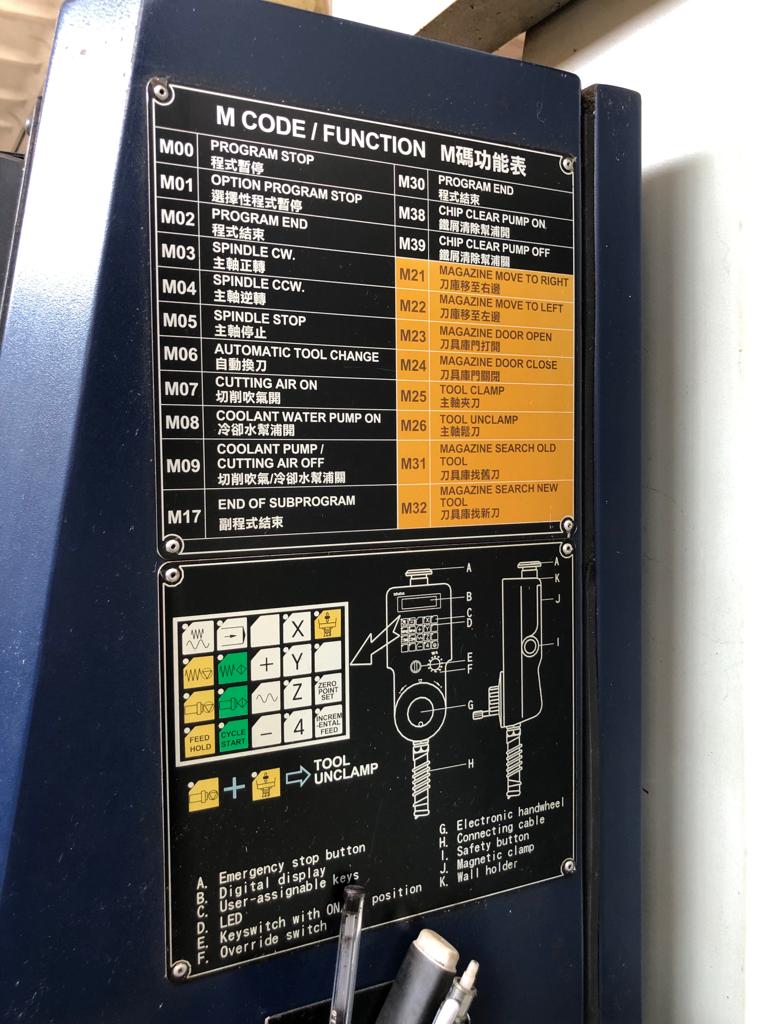 M CODE / FUNCTION M碼功能表
M00 PROGRAM STOP
程式暫停
M01 OPTION PROGRAM STOP
選擇性程式暫停
M02 PROGRAM END
程式結束
M03 SPINDLE CW.
主軸正轉
M04 SPINDLE CCW.
主軸逆轉
M05 SPINDLE STOP
主軸停止
M06 AUTOMATIC TOOL CHANGE
自動換刀
M07 CUTTING AIR ON
切削吹氣開
M08 COOLANT WATER PUMP ON
冷卻水幫浦開
M09 COOLANT PUMP /
CUTTING AIR OFF
切削吹氣/冷卻水幫浦關
M17 END OF SUBPROGRAM
副程式結束
M30 PROGRAM END
程式結束
M38 CHIP CLEAR PUMP ON.
鐵屑清除幫浦開
M39 CHIP CLEAR PUMP OFF
鐵屑清除幫浦關
M21 MAGAZINE MOVE TO RIGHT
刀庫移至右邊
M22 MAGAZINE MOVE TO LEFT
刀庫移至左邊
M23 MAGAZINE DOOR OPEN
刀具庫門打開
M24 MAGAZINE DOOR CLOSE
刀具庫門關閉
M25 TOOL CLAMP
主軸夾刀
M26 TOOL UNCLAMP
主軸鬆刀
M31 MAGAZINE SEARCH OLD
TOOL
刀具庫找舊刀
M32 MAGAZINE SEARCH NEW
TOOL
刀具庫找新刀
X
+ Y
Z ZERO
POINT
SET
FEED
HOLD
CYCLE
START
− 4
INCREM
-ENTAL
FEED
+ TOOL
UNCLAMP
A
B
C
D
E
F
G
H
A
K
J
I
A. Emergency stop button
B. Digital display
C. User-assignable keys
D. LED
E. Keyswitch with ON/ position
F. Override switch
G. Electronic handwheel
H. Connecting cable
I. Safety button
J. Magnetic clamp
K. Wall holder